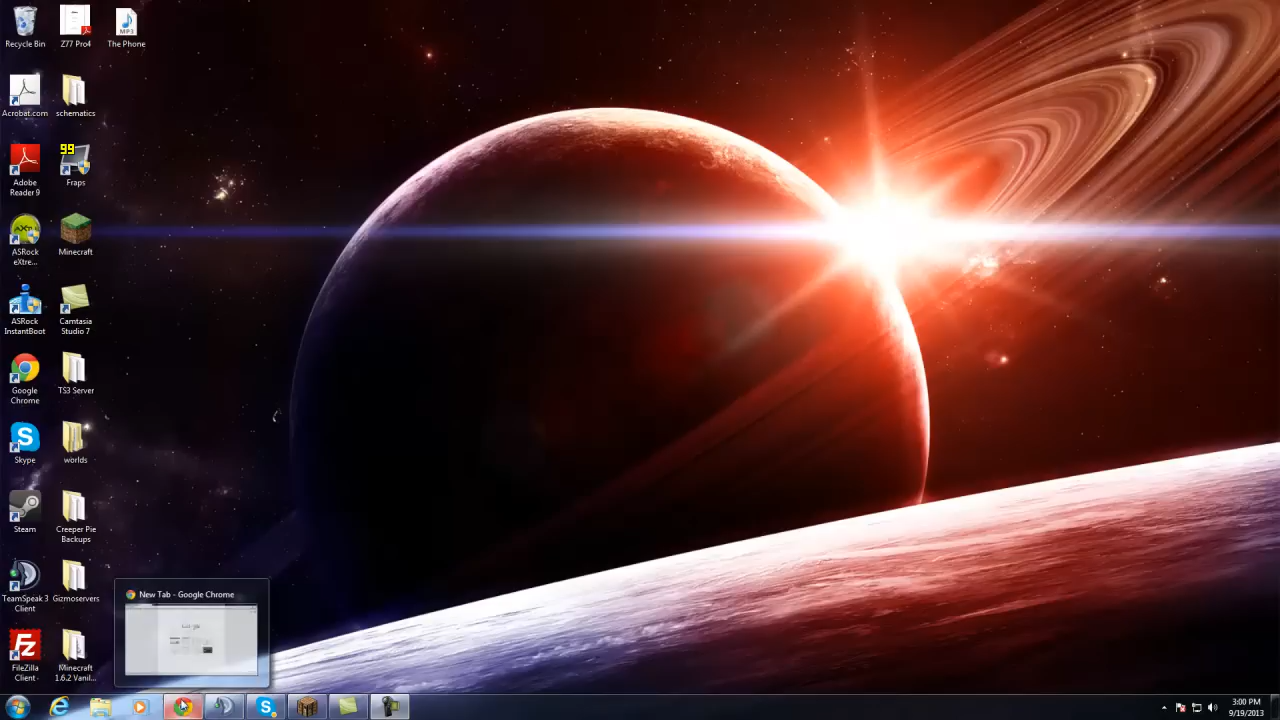 Recycle Bin
Z77 Pro4
The Phone
MP3
Acrobat.com
schematics
99
Adobe
Reader 9
Fraps
ASRock
eXtre...
Minecraft
ASRock
InstantBoot
Camtasia
Studio 7
Google
Chrome
TS3 Server
Skype
worlds
Steam
Creeper Pie
Backups
TeamSpeak 3
Client
Gizmoservers
FileZilla
Client
Minecraft
1.6.2 Vanil...
New Tab - Google Chrome
3:00 PM
9/19/2013